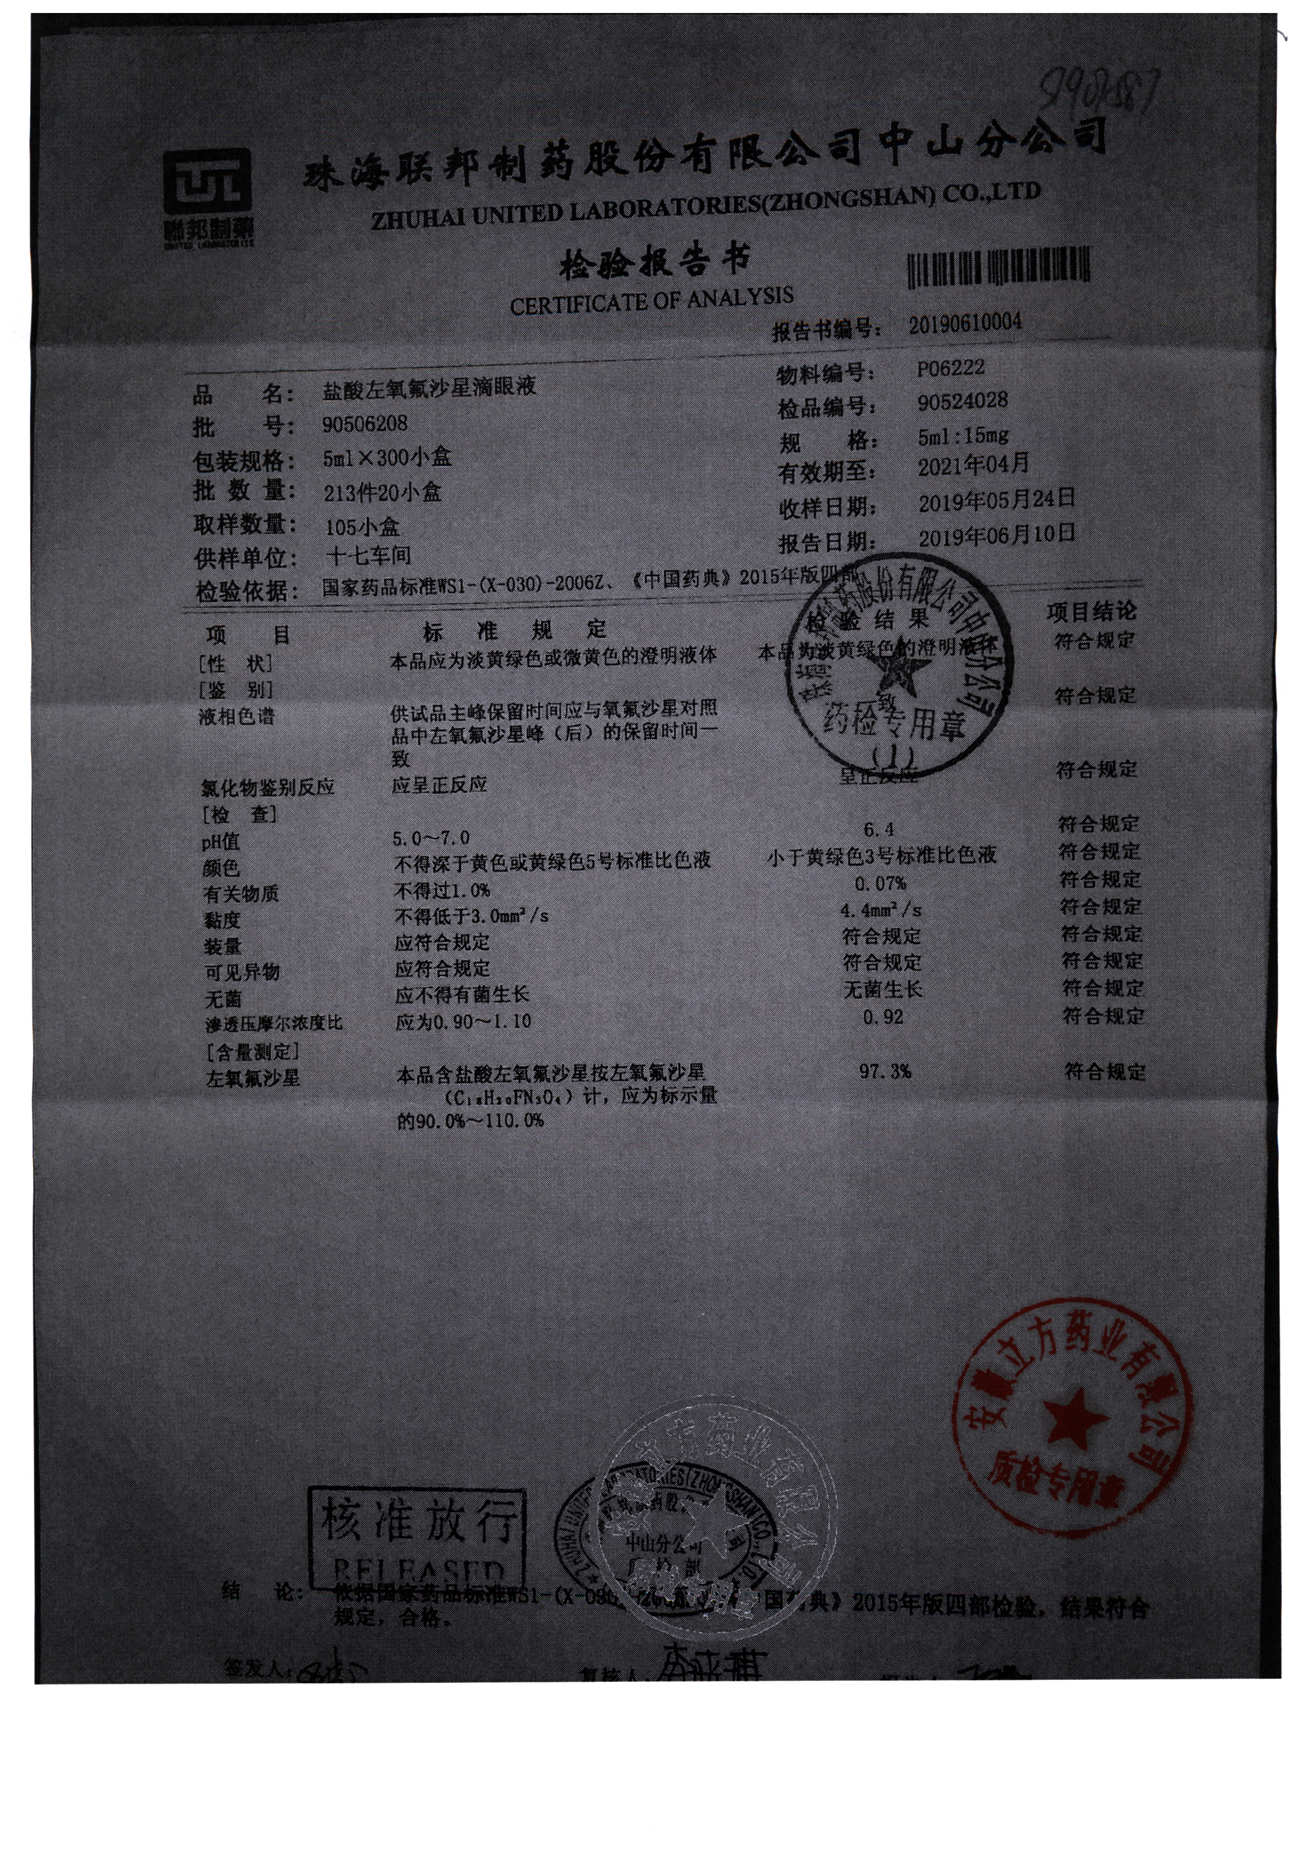 珠海联邦制药股份有限公司中山分公司
ZHUHAI UNITED LABORATORIES(ZHONGSHAN) CO.,LTD
聯邦制藥
UNITED LABORATORIES
检验报告书
CERTIFICATE OF ANALYSIS
报告书编号: 20190610004
品 名: 盐酸左氧氟沙星滴眼液 物料编号: P06222
批 号: 90506208 检品编号: 90524028
包装规格: 5ml×300小盒 规 格: 5ml:15mg
批 数 量: 213件20小盒 有效期至: 2021年04月
取样数量: 105小盒 收样日期: 2019年05月24日
供样单位: 十七车间 报告日期: 2019年06月10日
检验依据: 国家药品标准WS1-(X-030)-2006Z、《中国药典》2015年版四部
项 目 标 准 规 定 检 验 结 果 项目结论
[性 状] 本品应为淡黄绿色或微黄色的澄明液体 本品为淡黄绿色的澄明液体 符合规定
[鉴 别]
液相色谱 供试品主峰保留时间应与氧氟沙星对照 致 符合规定
品中左氧氟沙星峰（后）的保留时间一
致
氯化物鉴别反应 应呈正反应 呈正反应 符合规定
[检 查]
pH值 5.0～7.0 6.4 符合规定
颜色 不得深于黄色或黄绿色5号标准比色液 小于黄绿色3号标准比色液 符合规定
有关物质 不得过1.0% 0.07% 符合规定
黏度 不得低于3.0mm²/s 4.4mm²/s 符合规定
装量 应符合规定 符合规定 符合规定
可见异物 应符合规定 符合规定 符合规定
无菌 应不得有菌生长 无菌生长 符合规定
渗透压摩尔浓度比 应为0.90～1.10 0.92 符合规定
[含量测定]
左氧氟沙星 本品含盐酸左氧氟沙星按左氧氟沙星 97.3% 符合规定
（C₁₈H₂₀FN₃O₄）计，应为标示量
的90.0%～110.0%
药检专用章
(1)
安徽立方药业有限公司
质检专用章
核准放行
RELEASED
中山分公司
结 论: 依据国家药品标准WS1-(X-030) 国药典》2015年版四部检验，结果符合
规定，合格。
签发人:
复核人: